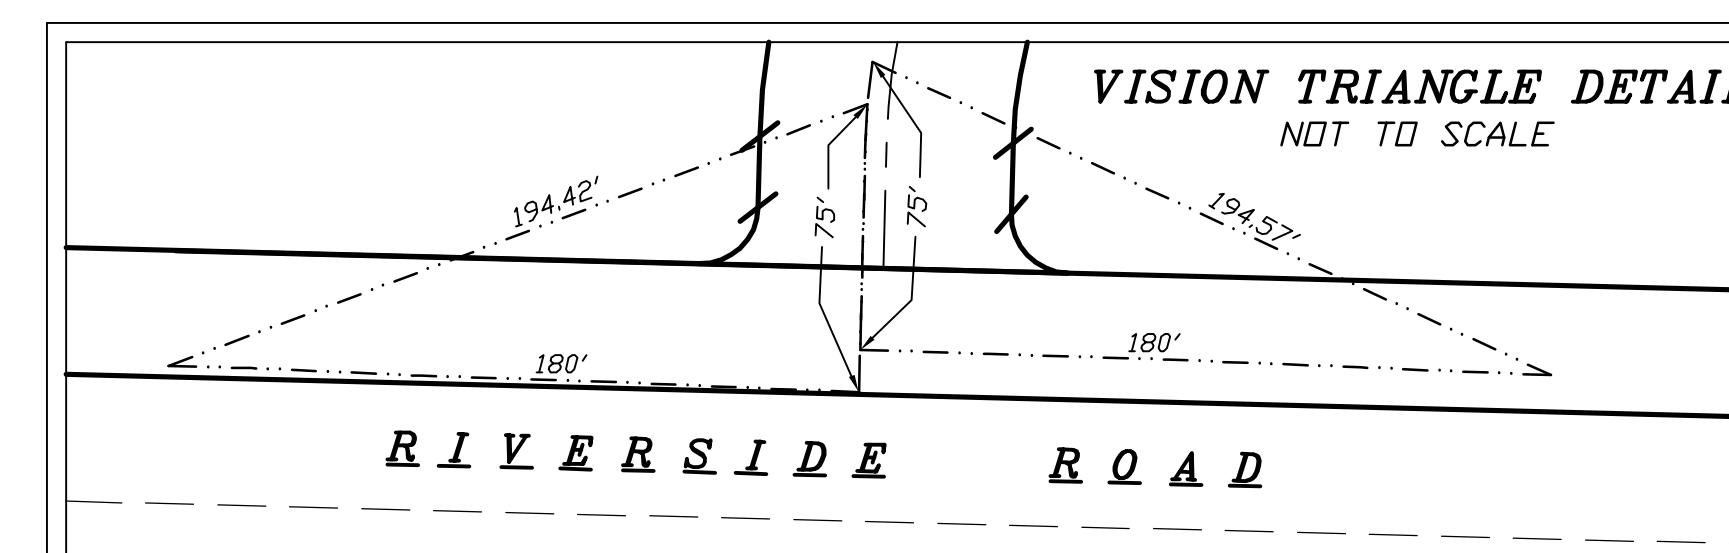 VISION TRIANGLE DETAI
NOT TO SCALE
194.42'
194.57'
75'
75'
180'
180'
RIVERSIDE ROAD